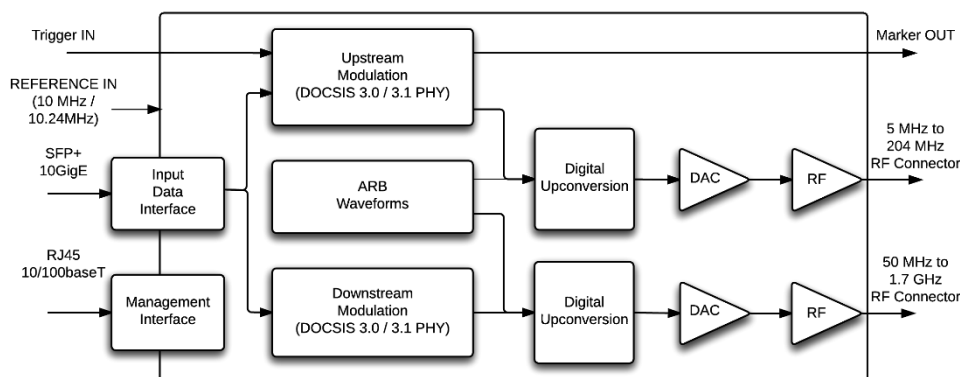 Trigger IN
REFERENCE IN
(10 MHz /
10.24MHz)
SFP+
10GigE
RJ45
10/100baseT
Input
Data
Interface
Management
Interface
Upstream
Modulation
(DOCSIS 3.0 / 3.1 PHY)
ARB
Waveforms
Downstream
Modulation
(DOCSIS 3.0 / 3.1 PHY)
Digital
Upconversion
DAC
RF
Digital
Upconversion
DAC
RF
Marker OUT
5 MHz to
204 MHz
RF Connector
50 MHz to
1.7 GHz
RF Connector